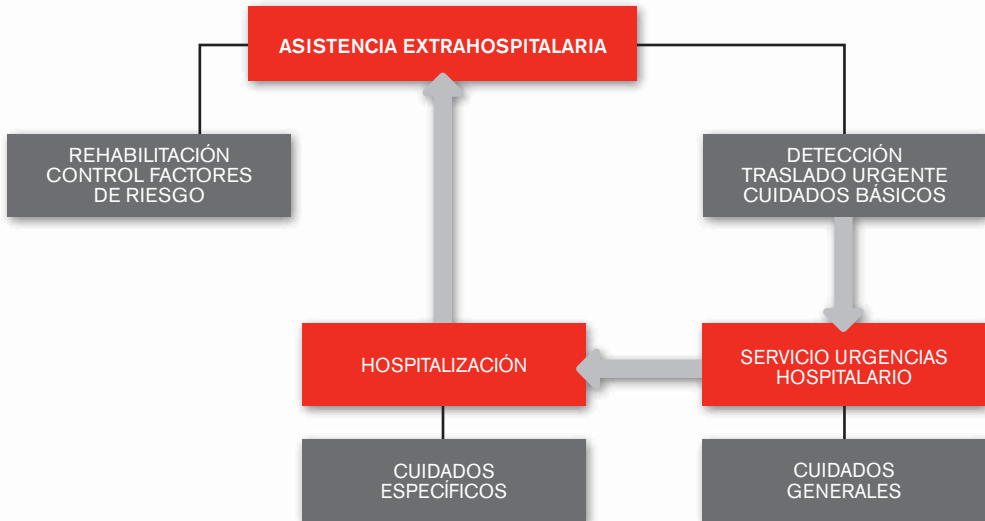 ASISTENCIA EXTRAHOSPITALARIA
REHABILITACIÓN
CONTROL FACTORES
DE RIESGO
DETECCIÓN
TRASLADO URGENTE
CUIDADOS BÁSICOS
HOSPITALIZACIÓN
SERVICIO URGENCIAS
HOSPITALARIO
CUIDADOS
ESPECÍFICOS
CUIDADOS
GENERALES